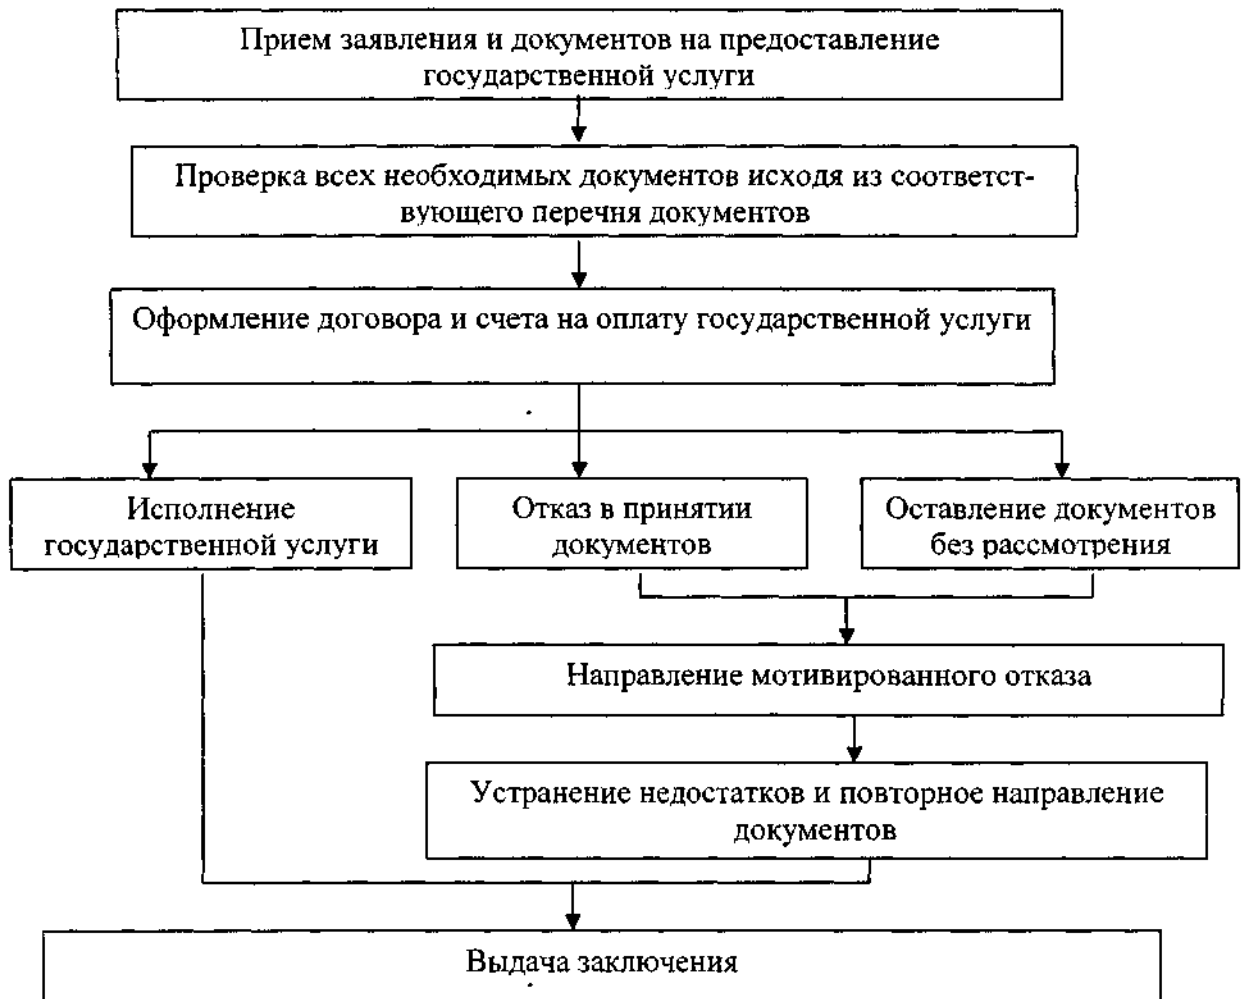 Прием заявления и документов на предоставление
государственной услуги
Проверка всех необходимых документов исходя из соответст-
вующего перечня документов
Оформление договора и счета на оплату государственной услуги
Исполнение
государственной услуги
Отказ в принятии
документов
Оставление документов
без рассмотрения
Направление мотивированного отказа
Устранение недостатков и повторное направление
документов
Выдача заключения